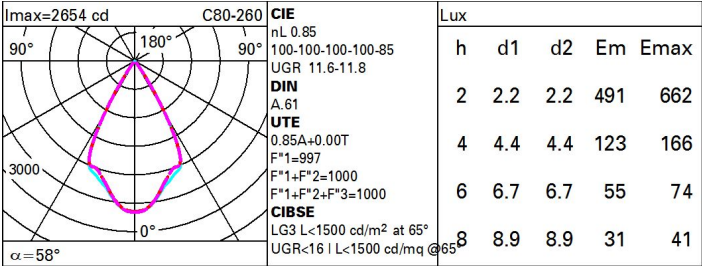 Imax=2654 cd C80-260
90° 180° 90°
3000
0°
α=58°
CIE
nL 0.85
100-100-100-100-85
UGR 11.6-11.8
DIN
A.61
UTE
0.85A+0.00T
F"1=997
F"1+F"2=1000
F"1+F"2+F"3=1000
CIBSE
LG3 L<1500 cd/m² at 65°
UGR<16 | L<1500 cd/mq @65°
Lux
h d1 d2 Em Emax
2 2.2 2.2 491 662
4 4.4 4.4 123 166
6 6.7 6.7 55 74
8 8.9 8.9 31 41